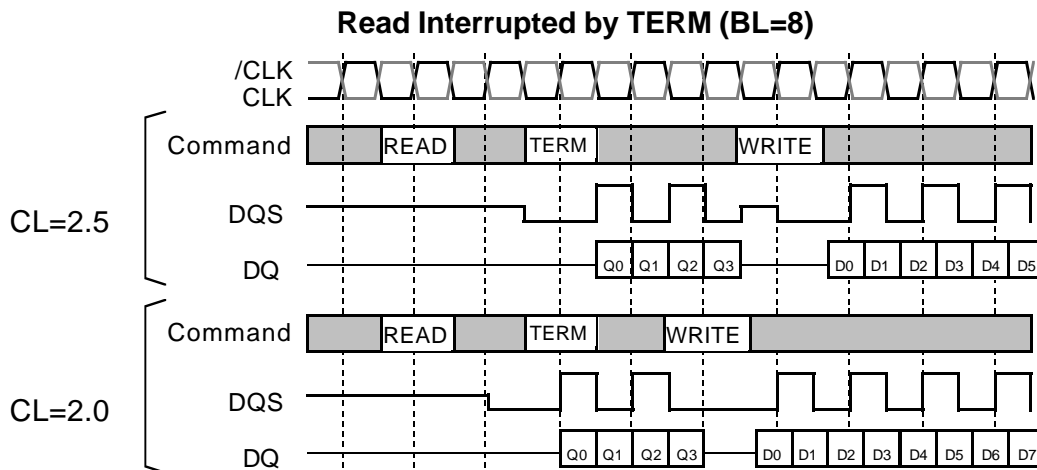 Read Interrupted by TERM (BL=8)
/CLK
CLK
Command READ TERM WRITE
DQS
CL=2.5
DQ Q0 Q1 Q2 Q3 D0 D1 D2 D3 D4 D5
Command READ TERM WRITE
DQS
CL=2.0
DQ Q0 Q1 Q2 Q3 D0 D1 D2 D3 D4 D5 D6 D7